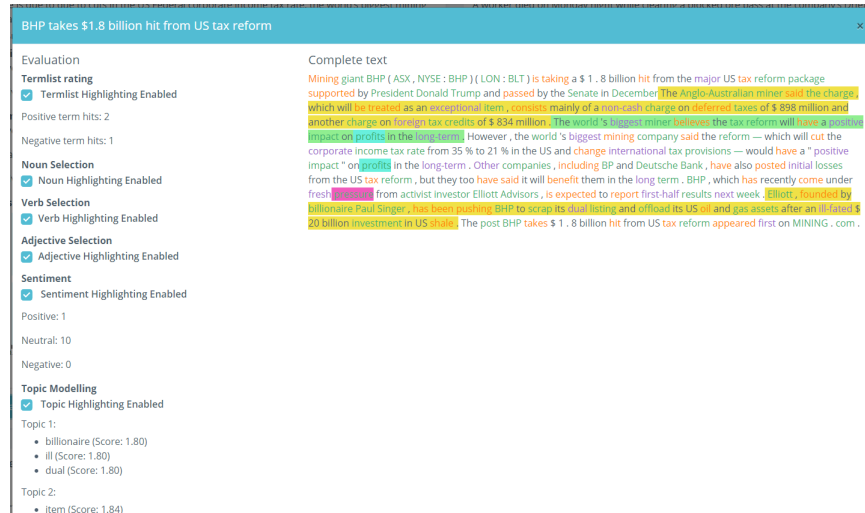 BHP takes $1.8 billion hit from US tax reform
×
Evaluation
Termlist rating
Termlist Highlighting Enabled
Positive term hits: 2
Negative term hits: 1
Noun Selection
Noun Highlighting Enabled
Verb Selection
Verb Highlighting Enabled
Adjective Selection
Adjective Highlighting Enabled
Sentiment
Sentiment Highlighting Enabled
Positive: 1
Neutral: 10
Negative: 0
Topic Modelling
Topic Highlighting Enabled
Topic 1:
• billionaire (Score: 1.80)
• ill (Score: 1.80)
• dual (Score: 1.80)
Topic 2:
• item (Score: 1.84)
Complete text
Mining giant BHP ( ASX , NYSE : BHP ) ( LON : BLT ) is taking a $ 1 . 8 billion hit from the major US tax reform package
supported by President Donald Trump and passed by the Senate in December The Anglo-Australian miner said the charge ,
which will be treated as an exceptional item , consists mainly of a non-cash charge on deferred taxes of $ 898 million and
another charge on foreign tax credits of $ 834 million . The world 's biggest miner believes the tax reform will have a positive
impact on profits in the long-term . However , the world 's biggest mining company said the reform — which will cut the
corporate income tax rate from 35 % to 21 % in the US and change international tax provisions — would have a " positive
impact " on profits in the long-term . Other companies , including BP and Deutsche Bank , have also posted initial losses
from the US tax reform , but they too have said it will benefit them in the long term . BHP , which has recently come under
fresh from activist investor Elliott Advisors , is expected to report first-half results next week . Elliott , founded by
billionaire Paul Singer , has been pushing BHP to scrap its dual listing and offload its US oil and gas assets after an ill-fated $
20 billion investment in US shale . The post BHP takes $ 1 . 8 billion hit from US tax reform appeared first on MINING . com .